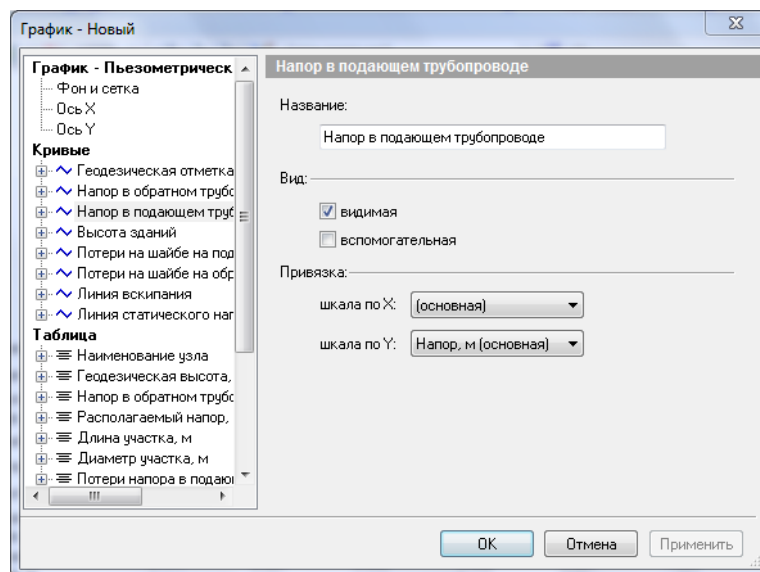 График - Новый
График - Пьезометрическ
Фон и сетка
Ось X
Ось Y
Кривые
Геодезическая отметка
Напор в обратном трубо
Напор в подающем труб
Высота зданий
Потери на шайбе на под
Потери на шайбе на обр
Линия вскипания
Линия статического нап
Таблица
Наименование узла
Геодезическая высота,
Напор в обратном трубо
Располагаемый напор,
Длина участка, м
Диаметр участка, м
Потери напора в подаю
Напор в подающем трубопроводе
Название:
Напор в подающем трубопроводе
Вид:
видимая
вспомогательная
Привязка:
шкала по X: (основная)
шкала по Y: Напор, м (основная)
OK Отмена Применить